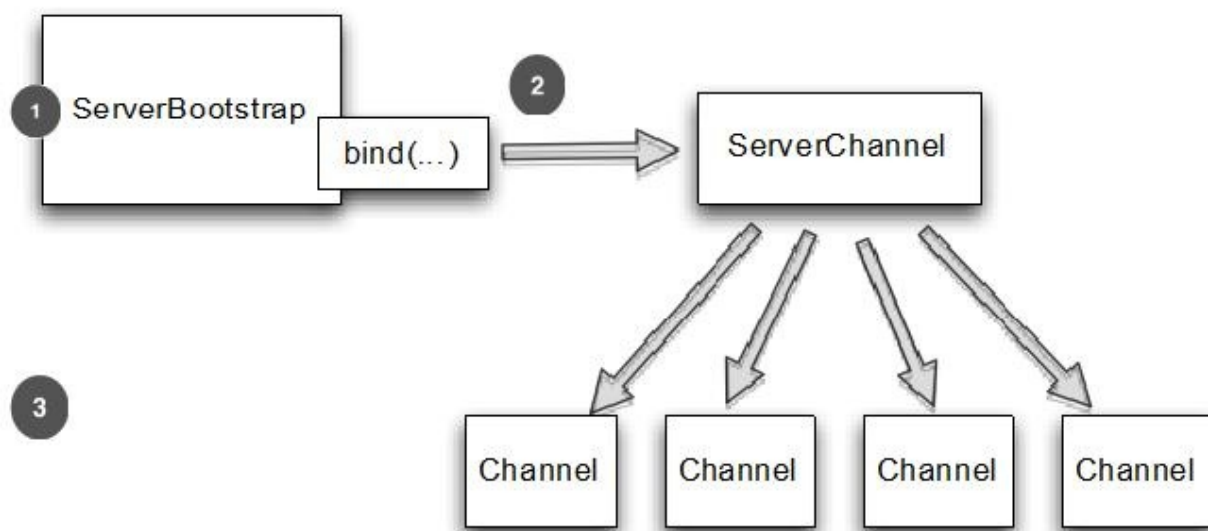 2
1
ServerBootstrap
bind(...)
ServerChannel
3
Channel
Channel
Channel
Channel